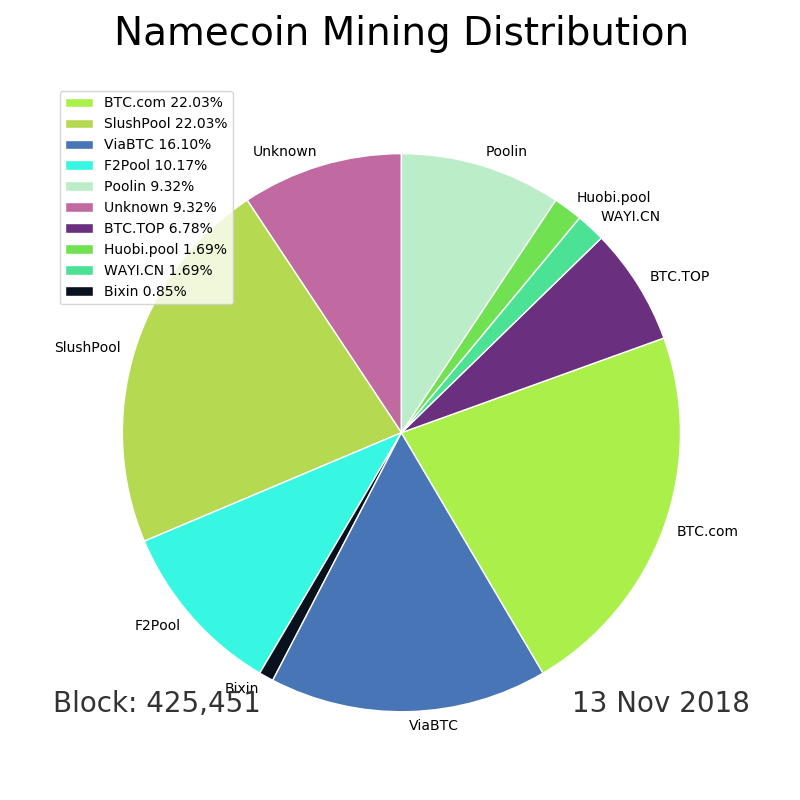 Namecoin Mining Distribution
BTC.com 22.03%
SlushPool 22.03%
ViaBTC 16.10%
F2Pool 10.17%
Poolin 9.32%
Unknown 9.32%
BTC.TOP 6.78%
Huobi.pool 1.69%
WAYI.CN 1.69%
Bixin 0.85%
Unknown
Poolin
Huobi.pool
WAYI.CN
BTC.TOP
SlushPool
BTC.com
F2Pool
Bixin
ViaBTC
Block: 425,451
13 Nov 2018